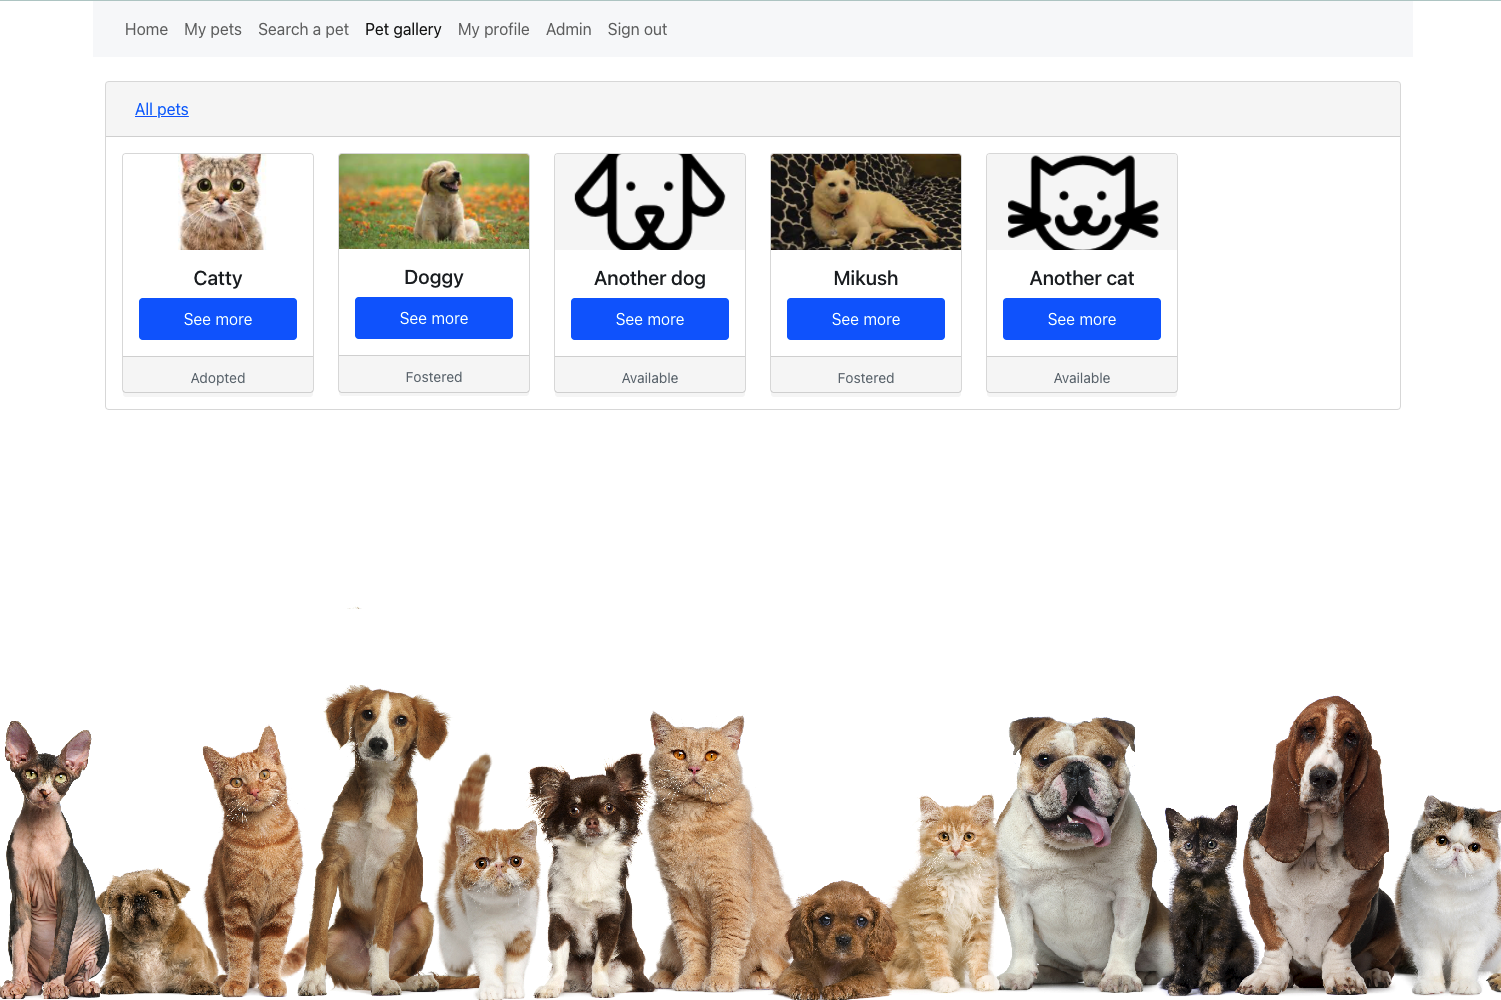 Home My pets Search a pet Pet gallery My profile Admin Sign out
All pets
Catty
See more
Adopted
Doggy
See more
Fostered
Another dog
See more
Available
Mikush
See more
Fostered
Another cat
See more
Available